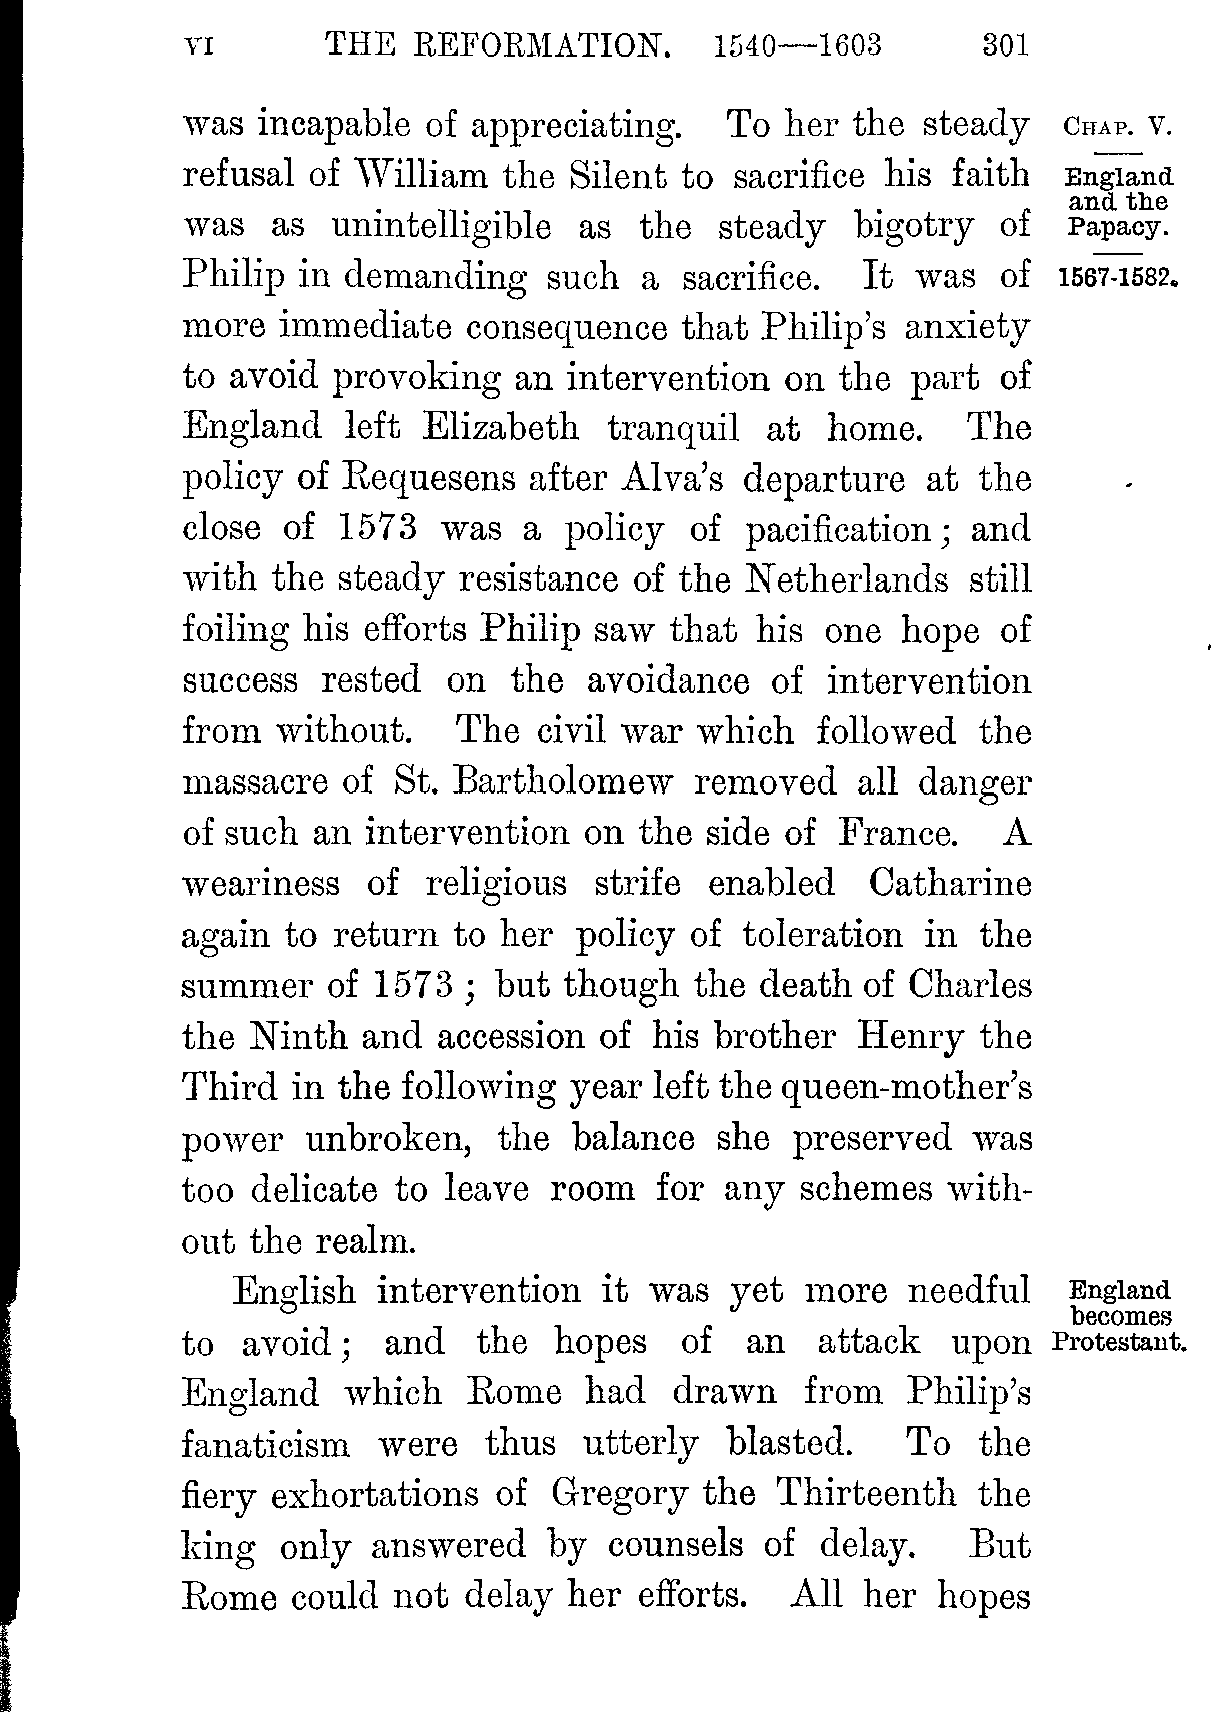 VI THE REFORMATION. 1540—1603 301
was incapable of appreciating. To her the steady
refusal of William the Silent to sacrifice his faith
was as unintelligible as the steady bigotry of
Philip in demanding such a sacrifice. It was of
more immediate consequence that Philip's anxiety
to avoid provoking an intervention on the part of
England left Elizabeth tranquil at home. The
policy of Requesens after Alva's departure at the
close of 1573 was a policy of pacification; and
with the steady resistance of the Netherlands still
foiling his efforts Philip saw that his one hope of
success rested on the avoidance of intervention
from without. The civil war which followed the
massacre of St. Bartholomew removed all danger
of such an intervention on the side of France. A
weariness of religious strife enabled Catharine
again to return to her policy of toleration in the
summer of 1573; but though the death of Charles
the Ninth and accession of his brother Henry the
Third in the following year left the queen-mother's
power unbroken, the balance she preserved was
too delicate to leave room for any schemes with-
out the realm.
English intervention it was yet more needful
to avoid; and the hopes of an attack upon
England which Rome had drawn from Philip's
fanaticism were thus utterly blasted. To the
fiery exhortations of Gregory the Thirteenth the
king only answered by counsels of delay. But
Rome could not delay her efforts. All her hopes
CHAP. V.
England
and the
Papacy.
1567-1582.
England
becomes
Protestant.